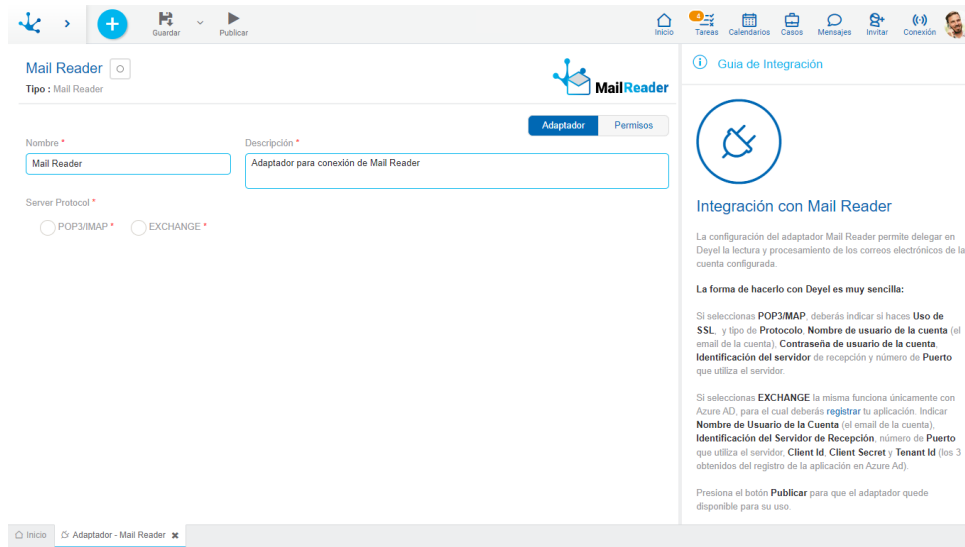 Guardar
Publicar
Inicio
4
Tareas
Calendarios
Casos
Mensajes
Invitar
Conexión
Mail Reader
Tipo : Mail Reader
MailReader
Adaptador
Permisos
Nombre *
Descripción *
Mail Reader
Adaptador para conexión de Mail Reader
Server Protocol *
POP3/IMAP *
EXCHANGE *
Guia de Integración
Integración con Mail Reader
La configuración del adaptador Mail Reader permite delegar en
Deyel la lectura y procesamiento de los correos electrónicos de la
cuenta configurada.
La forma de hacerlo con Deyel es muy sencilla:
Si seleccionas POP3/MAP, deberás indicar si haces Uso de
SSL, y tipo de Protocolo, Nombre de usuario de la cuenta (el
email de la cuenta), Contraseña de usuario de la cuenta,
Identificación del servidor de recepción y número de Puerto
que utiliza el servidor.
Si seleccionas EXCHANGE la misma funciona únicamente con
Azure AD, para el cual deberás registrar tu aplicación. Indicar
Nombre de Usuario de la Cuenta (el email de la cuenta),
Identificación del Servidor de Recepción, número de Puerto
que utiliza el servidor, Client Id, Client Secret y Tenant Id (los 3
obtenidos del registro de la aplicación en Azure Ad).
Presiona el botón Publicar para que el adaptador quede
disponible para su uso.
Inicio
Adaptador - Mail Reader